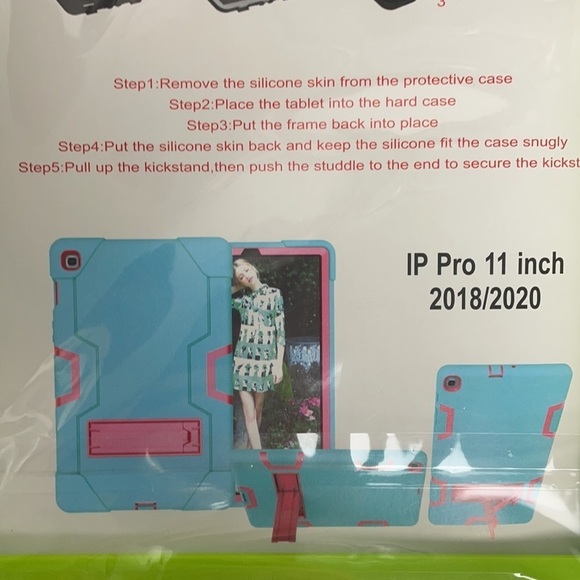 3
Step1:Remove the silicone skin from the protective case
Step2:Place the tablet into the hard case
Step3:Put the frame back into place
Step4:Put the silicone skin back and keep the silicone fit the case snugly
Step5:Pull up the kickstand,then push the studdle to the end to secure the kickst
IP Pro 11 inch
2018/2020